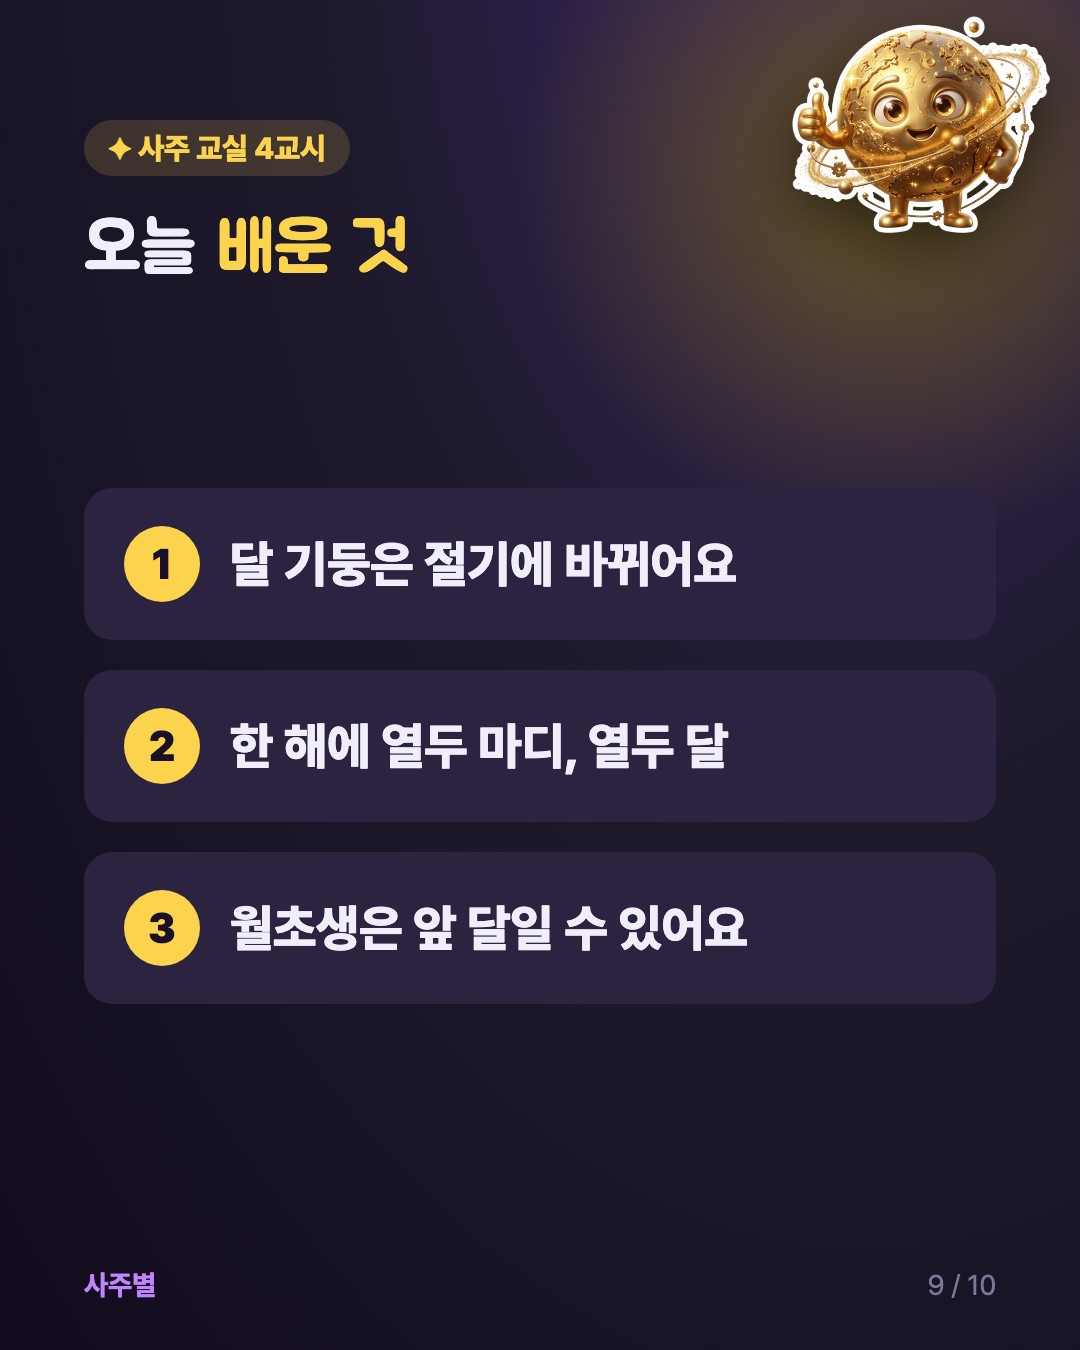 ✦ 사주 교실 4교시
오늘 배운 것
1 달 기둥은 절기에 바뀌어요
2 한 해에 열두 마디, 열두 달
3 월초생은 앞 달일 수 있어요
사주별
9 / 10